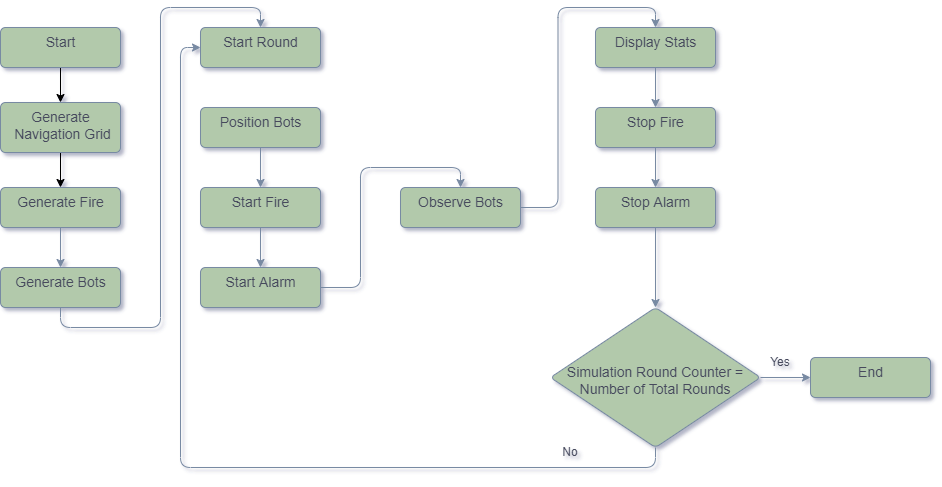 Start
Generate
Navigation Grid
Generate Fire
Generate Bots
Start Round
Position Bots
Start Fire
Start Alarm
Observe Bots
Display Stats
Stop Fire
Stop Alarm
Simulation Round Counter =
Number of Total Rounds
Yes
End
No